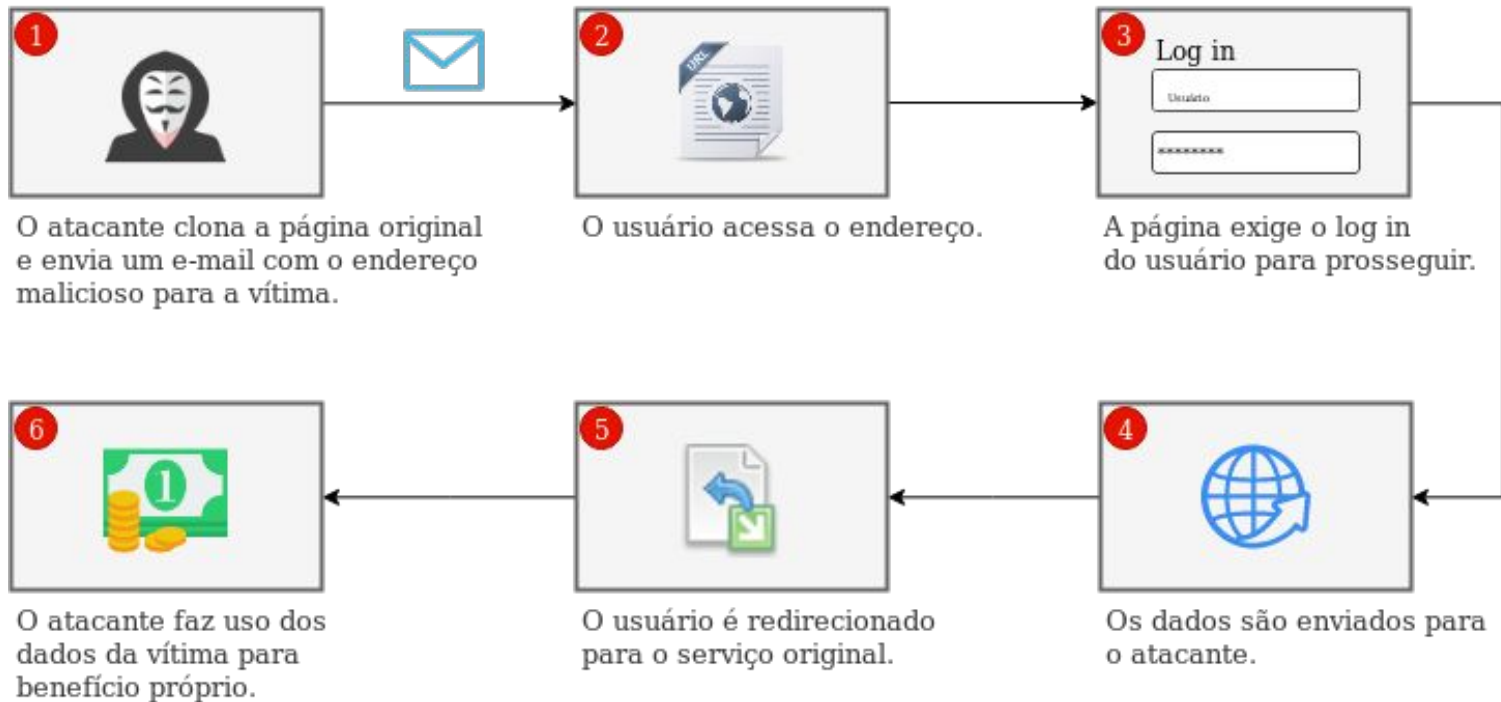 1
2
URL
3
Log in
Usuário
********
O atacante clona a página original
e envia um e-mail com o endereço
malicioso para a vítima.
O usuário acessa o endereço.
A página exige o log in
do usuário para prosseguir.
6
1
5
4
O atacante faz uso dos
dados da vítima para
benefício próprio.
O usuário é redirecionado
para o serviço original.
Os dados são enviados para
o atacante.